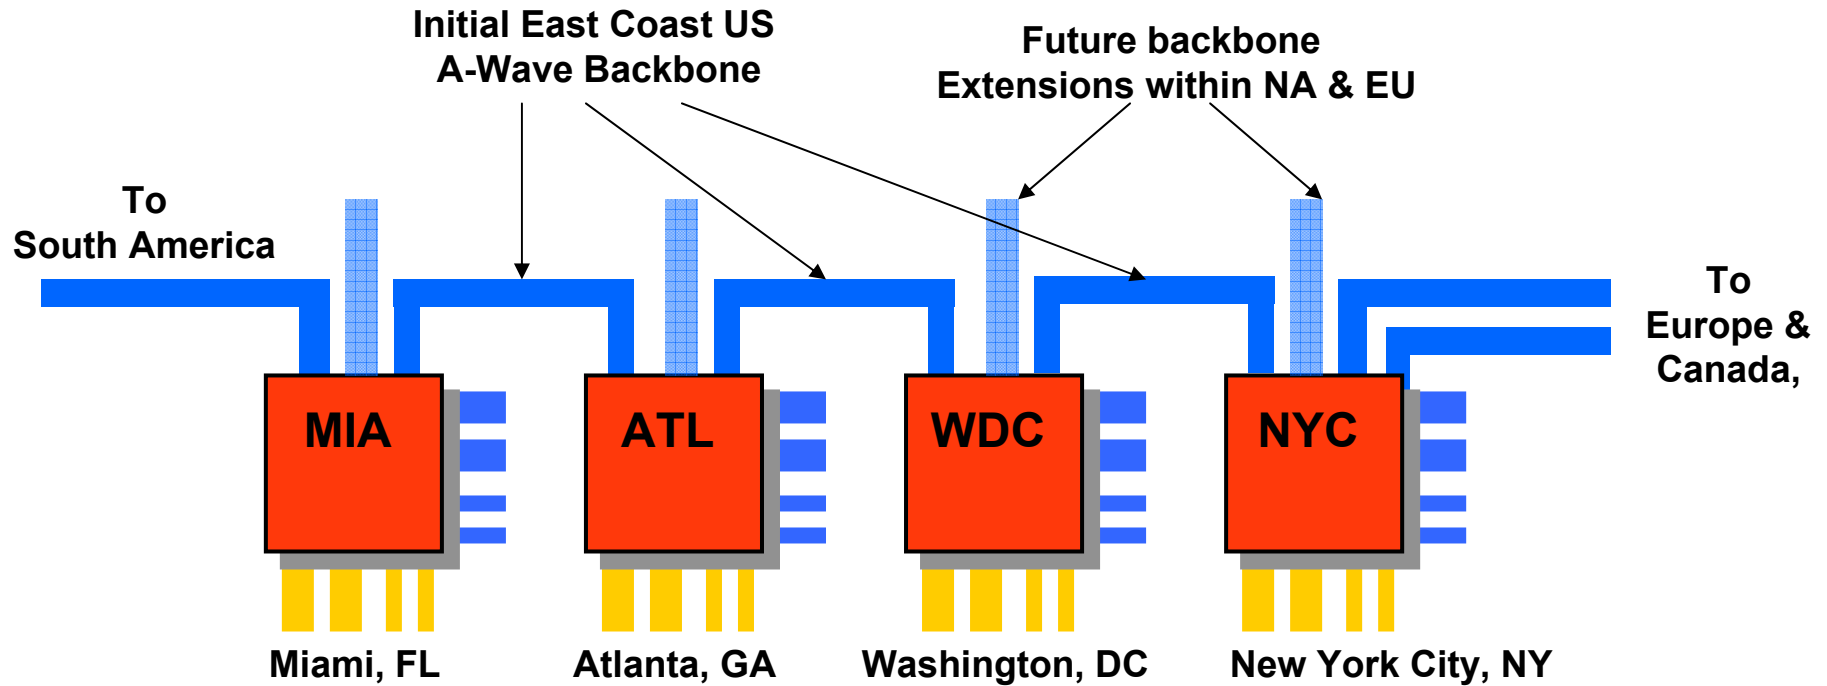 Initial East Coast US
A-Wave Backbone
Future backbone
Extensions within NA & EU
To
South America
To
Europe &
Canada,
MIA
ATL
WDC
NYC
Miami, FL
Atlanta, GA
Washington, DC
New York City, NY